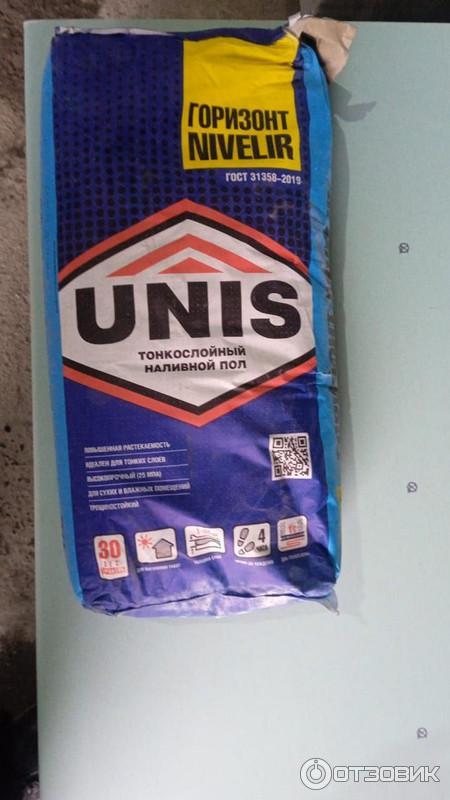 ГОРИЗОНТ
NIVELIR
ГОСТ 31358-2019
UNIS
ТОНКОСЛОЙНЫЙ
НАЛИВНОЙ ПОЛ
ПОВЫШЕННАЯ РАСТЕКАЕМОСТЬ
ИДЕАЛЕН ДЛЯ ТОНКИХ СЛОЕВ
ВЫСОКОПРОЧНЫЙ (25 МПА)
ДЛЯ СУХИХ И ВЛАЖНЫХ ПОМЕЩЕНИЙ
ТРЕЩИНОСТОЙКИЙ
30
4
ЧАСА
ОТЗОВИК